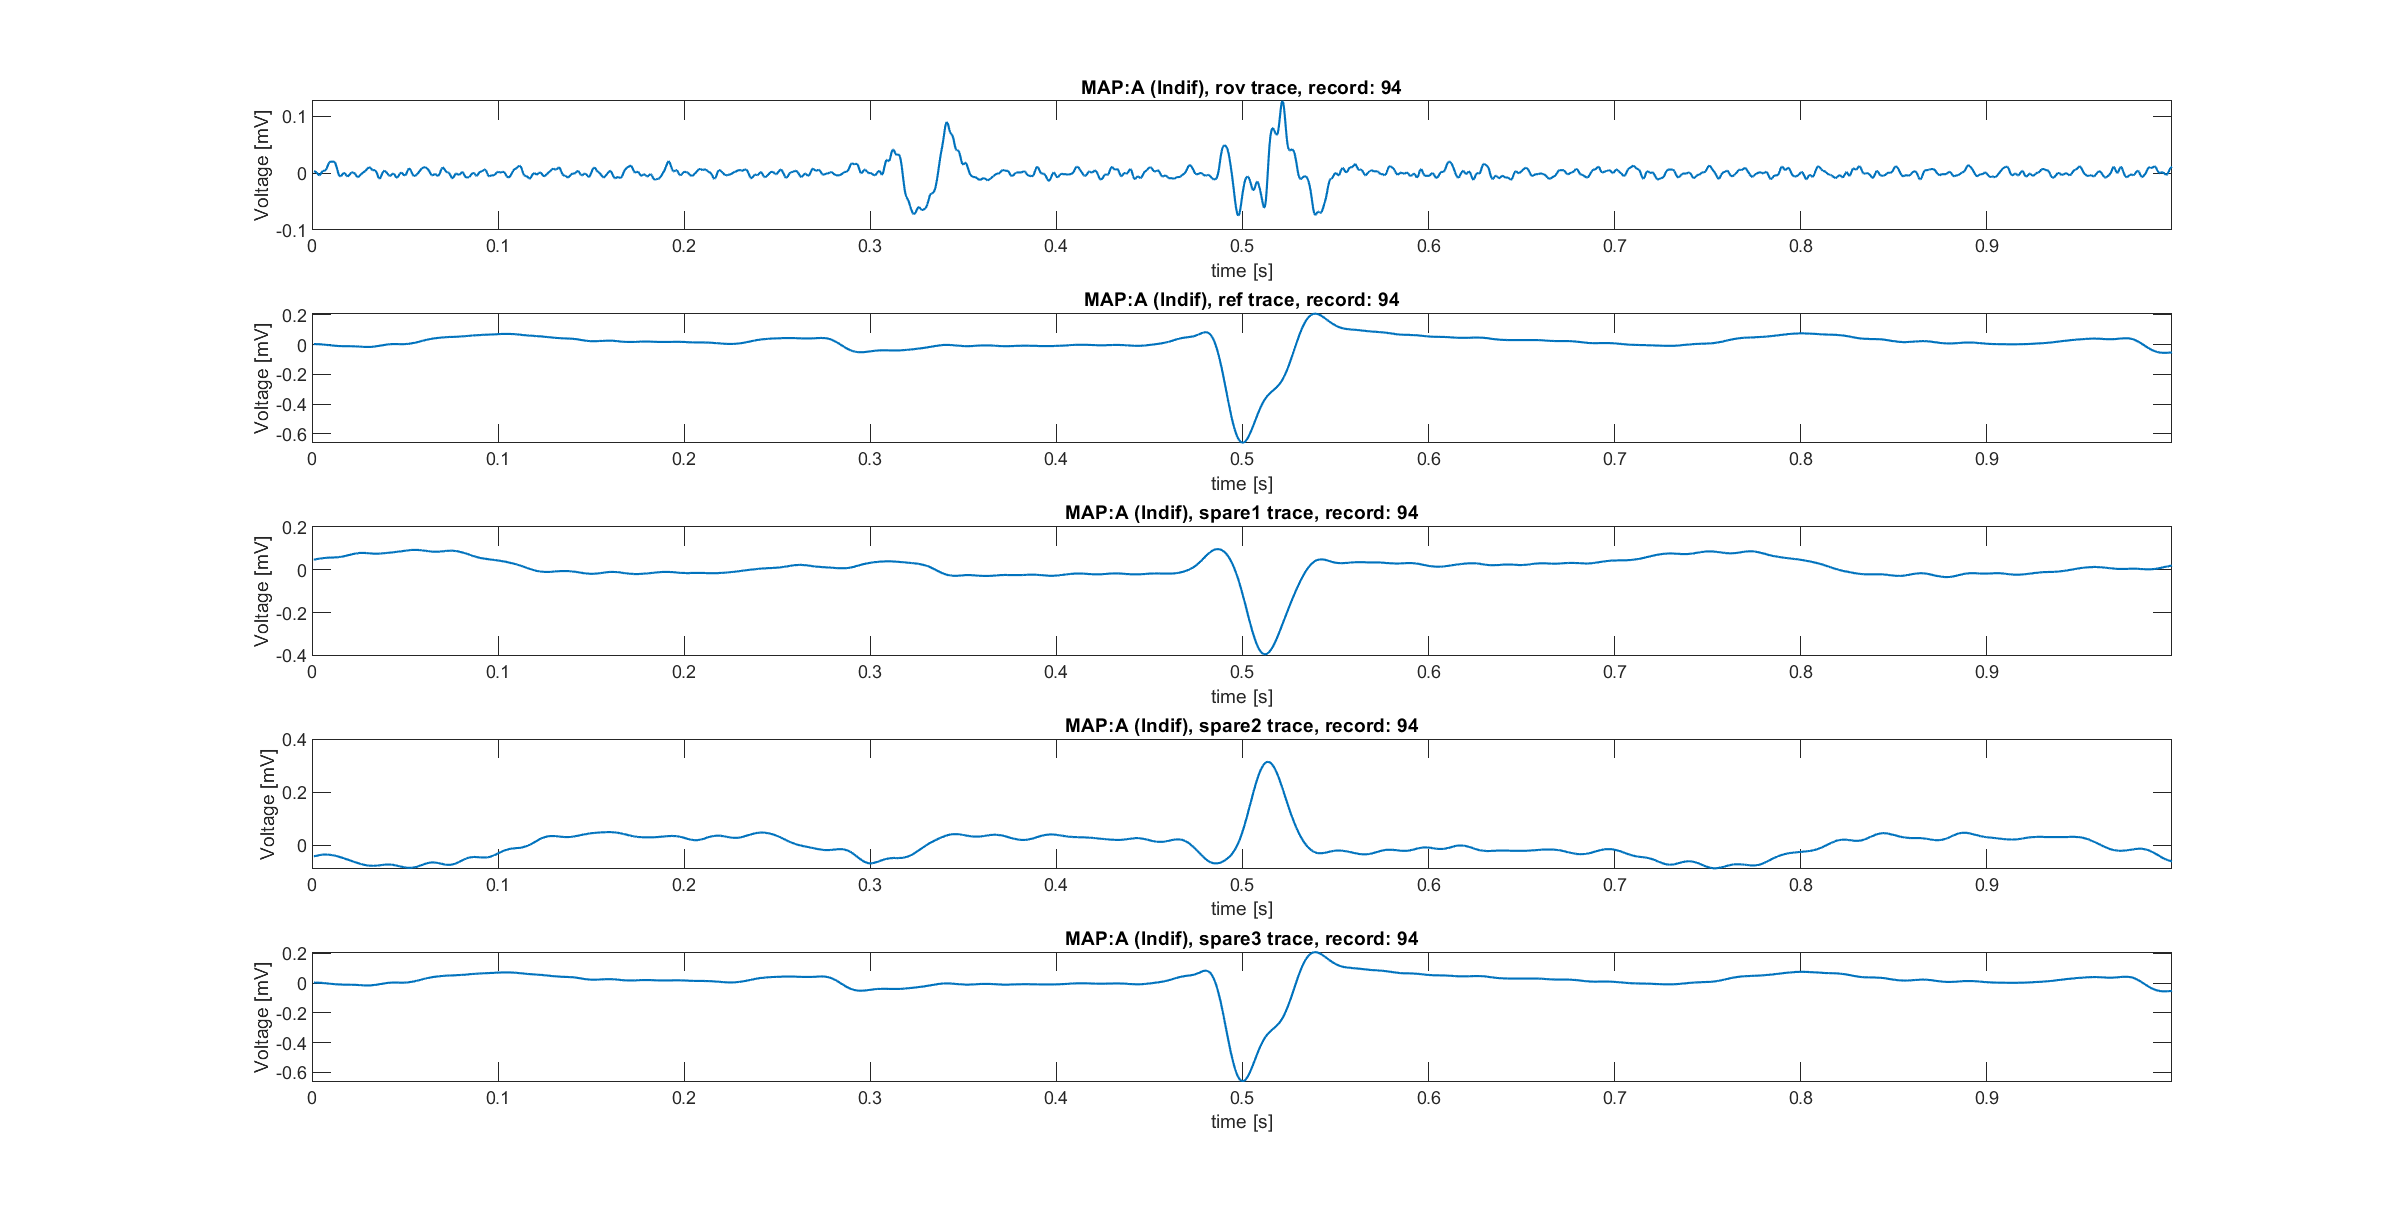 MAP:A (Indif), rov trace, record: 94
Voltage [mV]
0.1
0
-0.1
0 0.1 0.2 0.3 0.4 0.5 0.6 0.7 0.8 0.9
time [s]
MAP:A (Indif), ref trace, record: 94
Voltage [mV]
0.2
0
-0.2
-0.4
-0.6
0 0.1 0.2 0.3 0.4 0.5 0.6 0.7 0.8 0.9
time [s]
MAP:A (Indif), spare1 trace, record: 94
Voltage [mV]
0.2
0
-0.2
-0.4
0 0.1 0.2 0.3 0.4 0.5 0.6 0.7 0.8 0.9
time [s]
MAP:A (Indif), spare2 trace, record: 94
Voltage [mV]
0.4
0.2
0
0 0.1 0.2 0.3 0.4 0.5 0.6 0.7 0.8 0.9
time [s]
MAP:A (Indif), spare3 trace, record: 94
Voltage [mV]
0.2
0
-0.2
-0.4
-0.6
0 0.1 0.2 0.3 0.4 0.5 0.6 0.7 0.8 0.9
time [s]